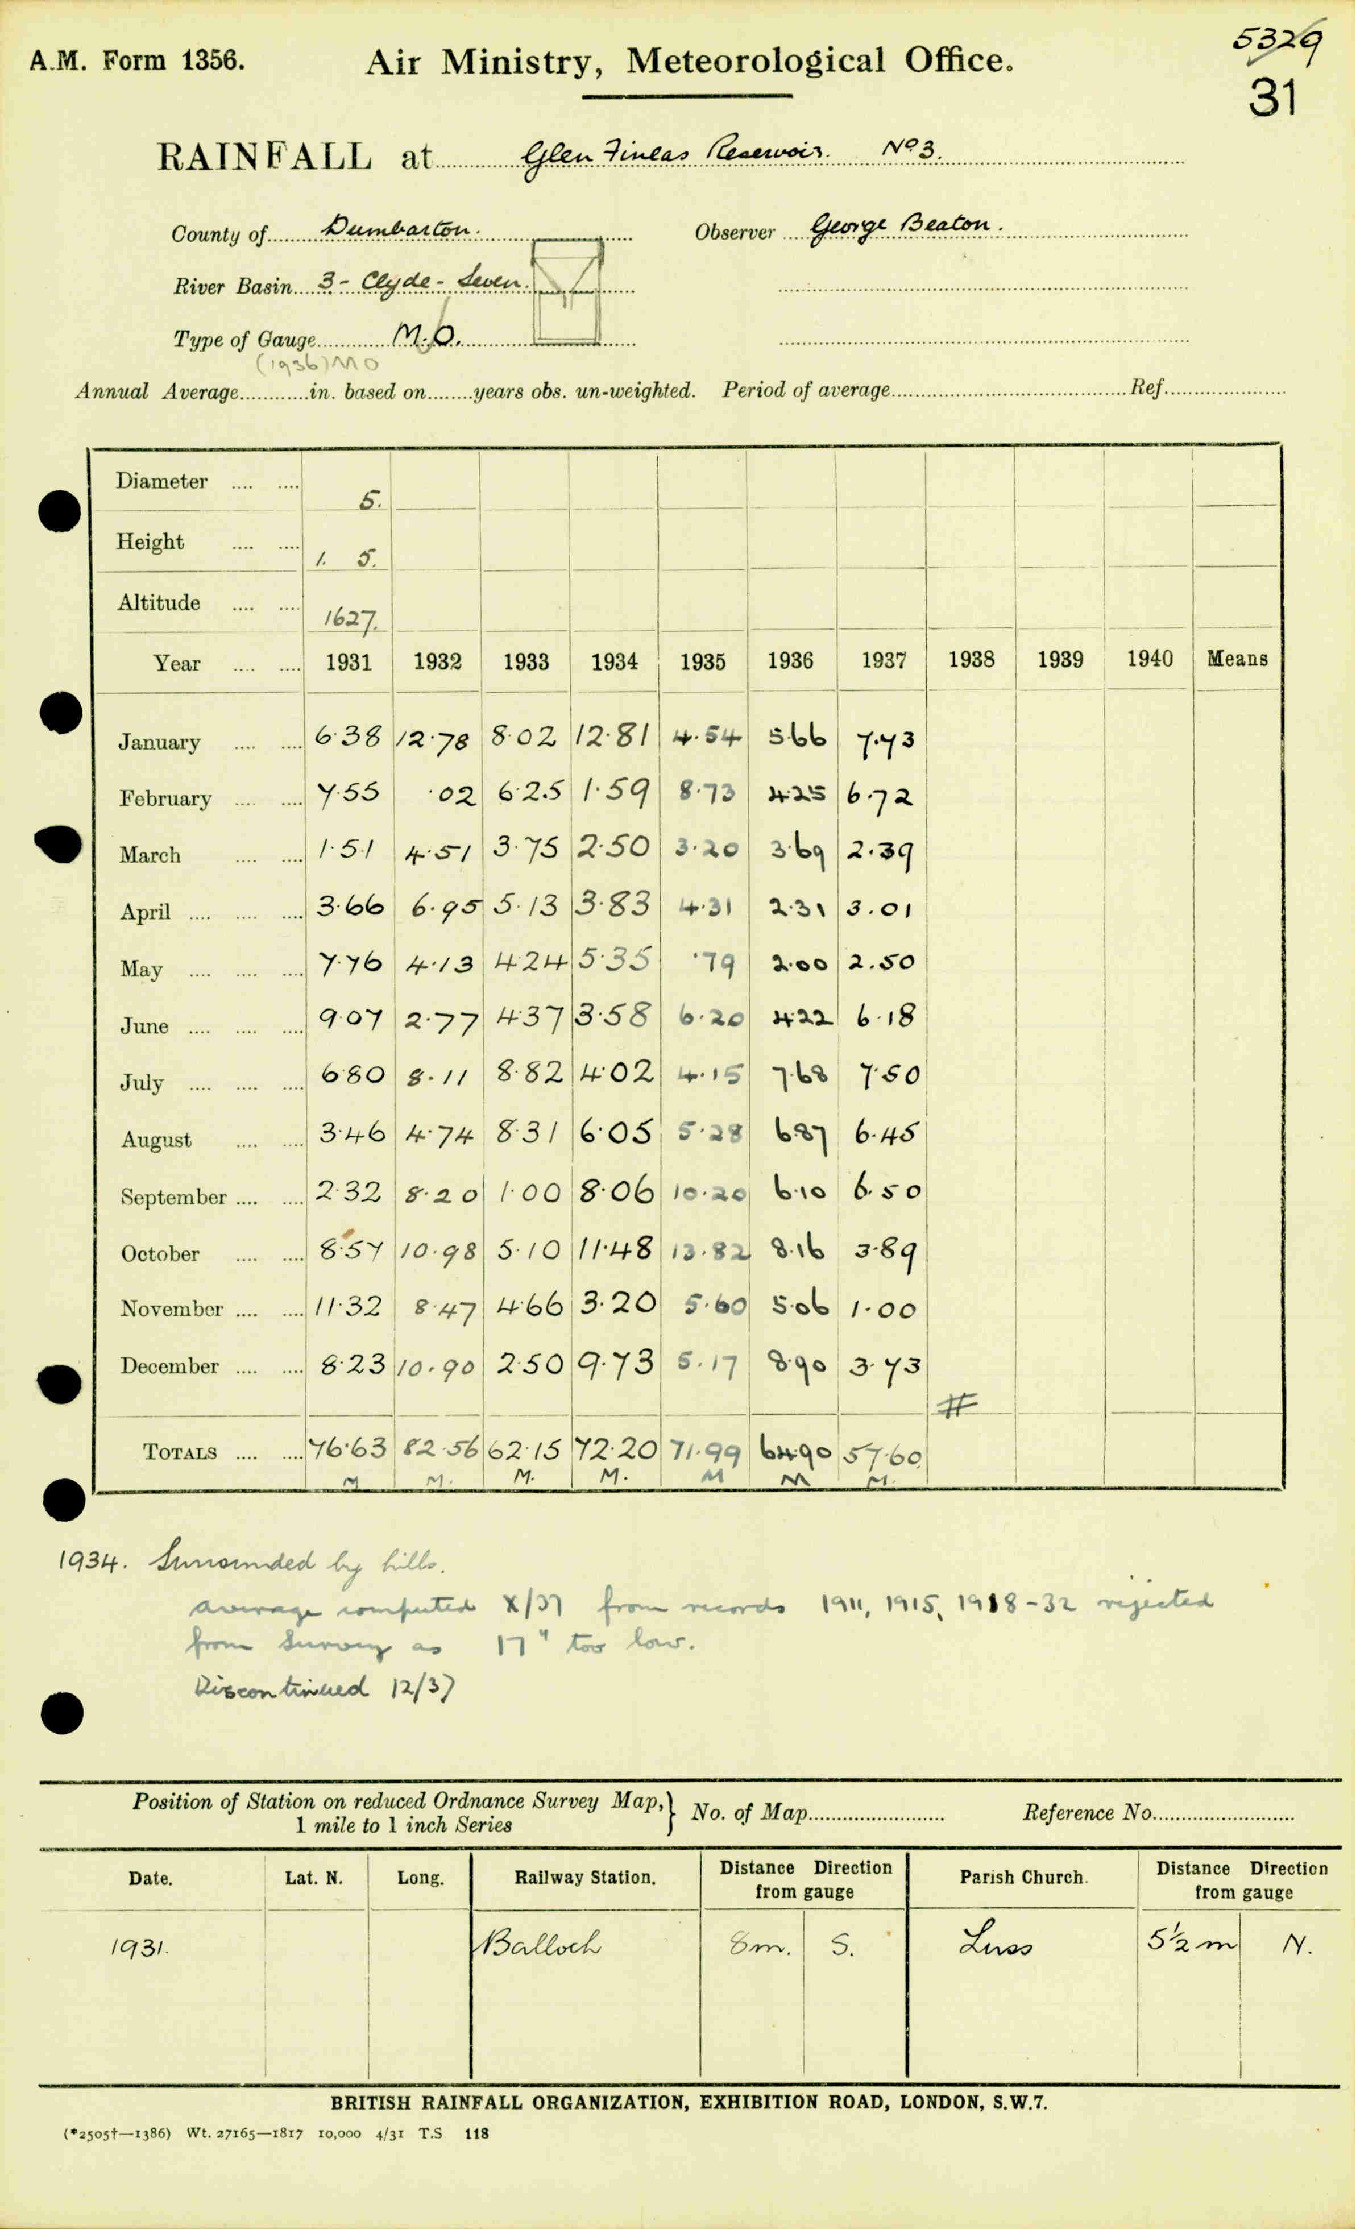 5329
31
A.M. Form 1356.
Air Ministry, Meteorological Office.
RAINFALL at Glen Finlas Reservoir. No 3.
County of Dumbarton. Observer George Beaton.
River Basin 3 - Clyde - Leven.
Type of Gauge M.O.
(1936) MO
Annual Average............in. based on........years obs. un-weighted. Period of average.......... Ref..........
Diameter .... .... 5.
Height .... .... 1. 5.
Altitude .... .... 1627.
Year .... .... 1931 1932 1933 1934 1935 1936 1937 1938 1939 1940 Means
January .... .... 6·38 12·78 8·02 12·81 4·54 5·66 7·73
February .... .... 7·55 ·02 6·25 1·59 8·73 4·25 6·72
March .... .... 1·51 4·51 3·75 2·50 3·20 3·69 2·39
April .... .... .... 3·66 6·95 5·13 3·83 4·31 2·31 3·01
May .... .... .... 7·76 4·13 4·24 5·35 ·79 2·00 2·50
June .... .... .... 9·07 2·77 4·37 3·58 6·20 4·22 6·18
July .... .... .... 6·80 8·11 8·82 4·02 4·15 7·68 7·50
August .... .... 3·46 4·74 8·31 6·05 5·28 6·87 6·45
September .... .... 2·32 8·20 1·00 8·06 10·20 6·10 6·50
October .... .... 8·57 10·98 5·10 11·48 13·82 8·16 3·89
November .... .... 11·32 8·47 4·66 3·20 5·60 5·06 1·00
December .... .... 8·23 10·90 2·50 9·73 5·17 8·90 3·73
#
TOTALS .... .... 76·63 82·56 62·15 72·20 71·99 64·90 57·60
M M. M. M. M M M.
1934. Surrounded by hills.
average computed X/37 from records 1911, 1915, 1918-32 rejected
from Survey as 17" too low.
Discontinued 12/37
Position of Station on reduced Ordnance Survey Map, } No. of Map.......... Reference No..........
1 mile to 1 inch Series
Date. Lat. N. Long. Railway Station. Distance Direction from gauge Parish Church. Distance Direction from gauge
1931. Balloch 8m. S. Luss 5½ m N.
BRITISH RAINFALL ORGANIZATION, EXHIBITION ROAD, LONDON, S.W.7.
(*2505†—1386) Wt. 27165—1817 10,000 4/31 T.S 118